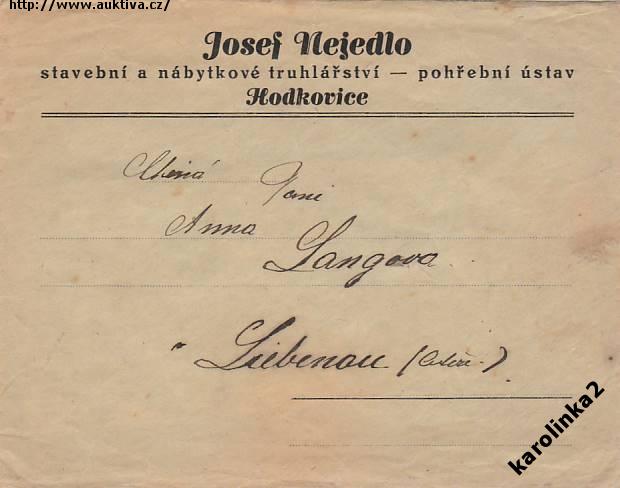 http://www.auktiva.cz/
Josef Nejedlo
stavební a nábytkové truhlářství — pohřební ústav
Hodkovice
Ctěná Paní
Anna
Langova
Liebenau
karolinka2